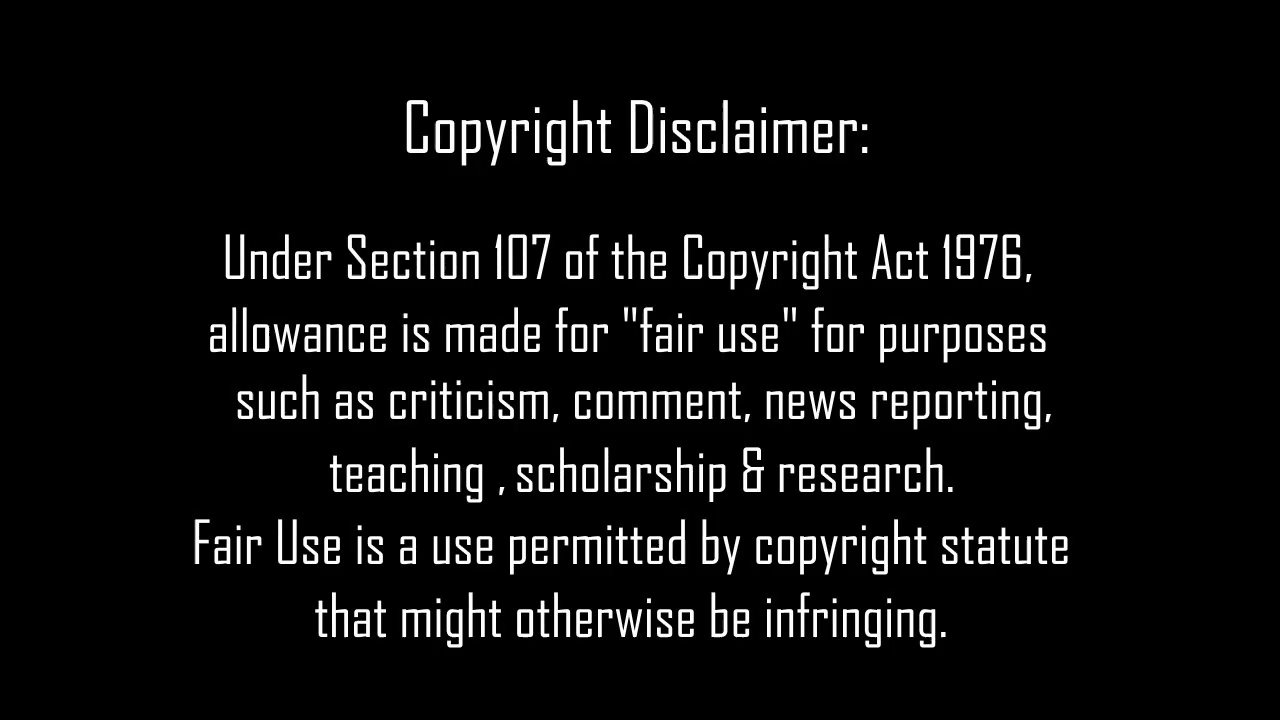 Copyright Disclaimer:
Under Section 107 of the Copyright Act 1976,
allowance is made for "fair use" for purposes
such as criticism, comment, news reporting,
teaching , scholarship & research.
Fair Use is a use permitted by copyright statute
that might otherwise be infringing.